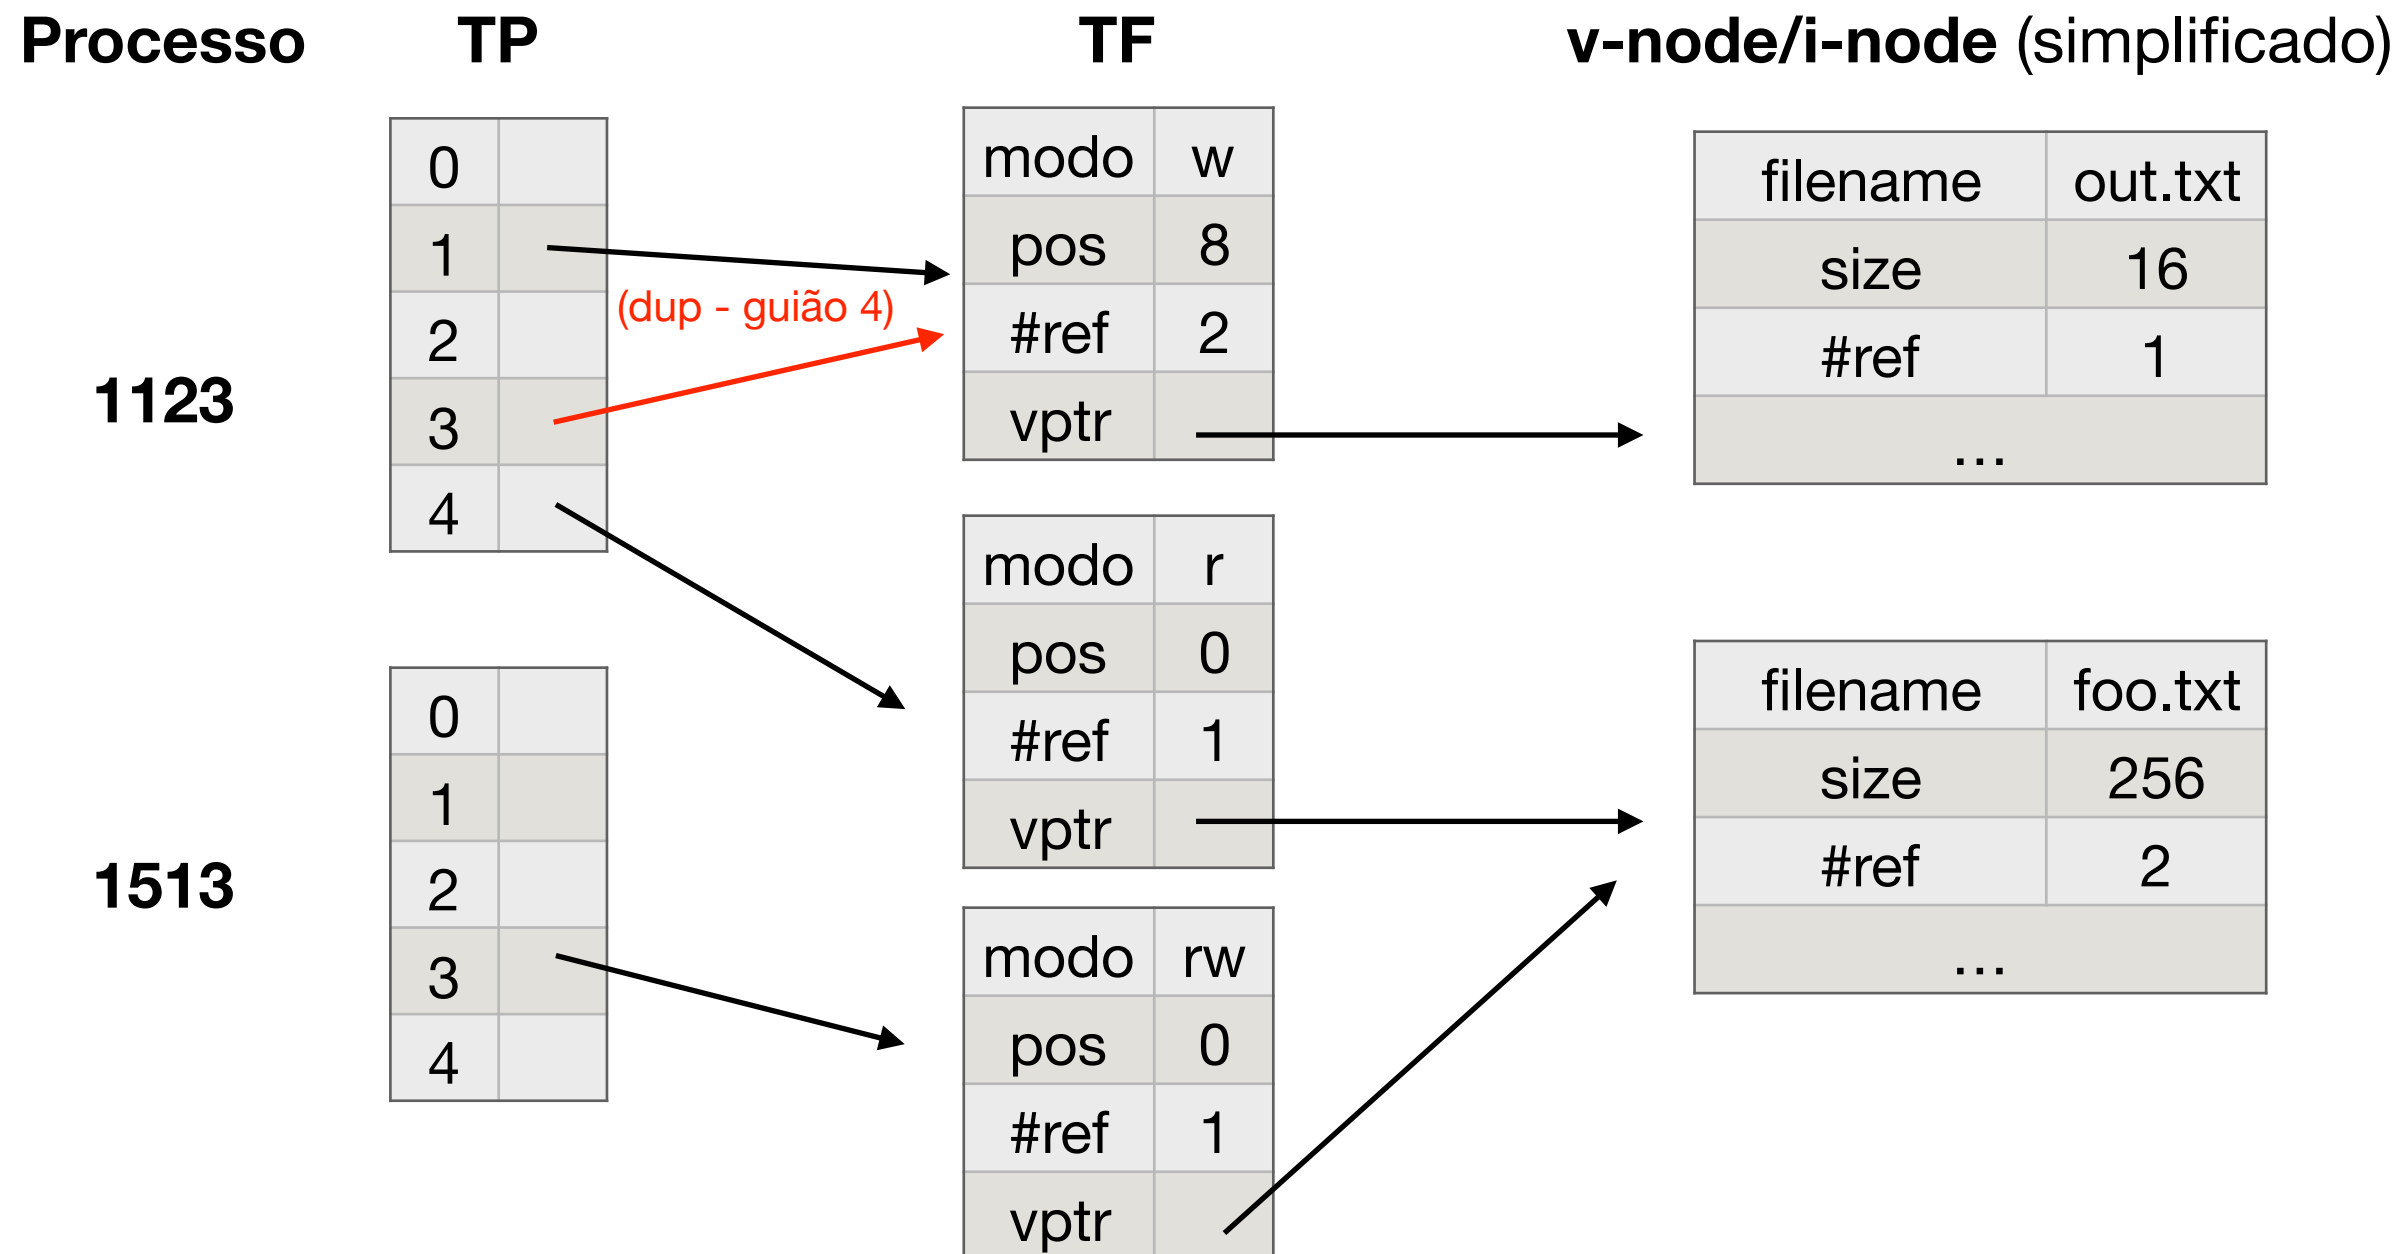 Processo TP TF v-node/i-node (simplificado)
1123
0
1
2
3
4
(dup - guião 4)
modo w
pos 8
#ref 2
vptr
filename out.txt
size 16
#ref 1
...
modo r
pos 0
#ref 1
vptr
1513
0
1
2
3
4
modo rw
pos 0
#ref 1
vptr
filename foo.txt
size 256
#ref 2
...